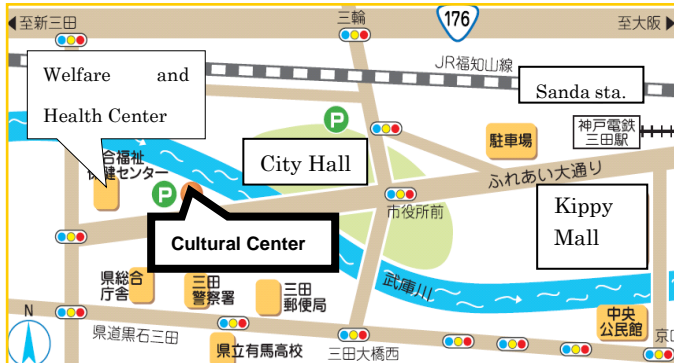 至新三田
三輪
176
至大阪
JR福知山線
Welfare and
Health Center
Sanda sta.
P
City Hall
駐車場
神戸電鉄
三田駅
合福祉
健センター
P
ふれあい大通り
市役所前
Kippy
Mall
Cultural Center
県総合
庁舎
三田
警察署
三田
郵便局
武庫川
中央
公民館
N
県道黒石三田
県立有馬高校
三田大橋西
京口